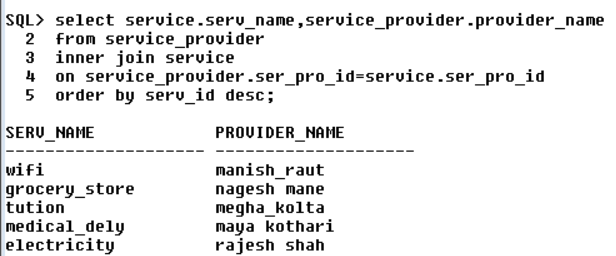 SQL> select service.serv_name,service_provider.provider_name
2 from service_provider
3 inner join service
4 on service_provider.ser_pro_id=service.ser_pro_id
5 order by serv_id desc;
SERV_NAME PROVIDER_NAME
-------------------- --------------------
wifi manish_raut
grocery_store nagesh mane
tution megha_kolta
medical_dely maya kothari
electricity rajesh shah